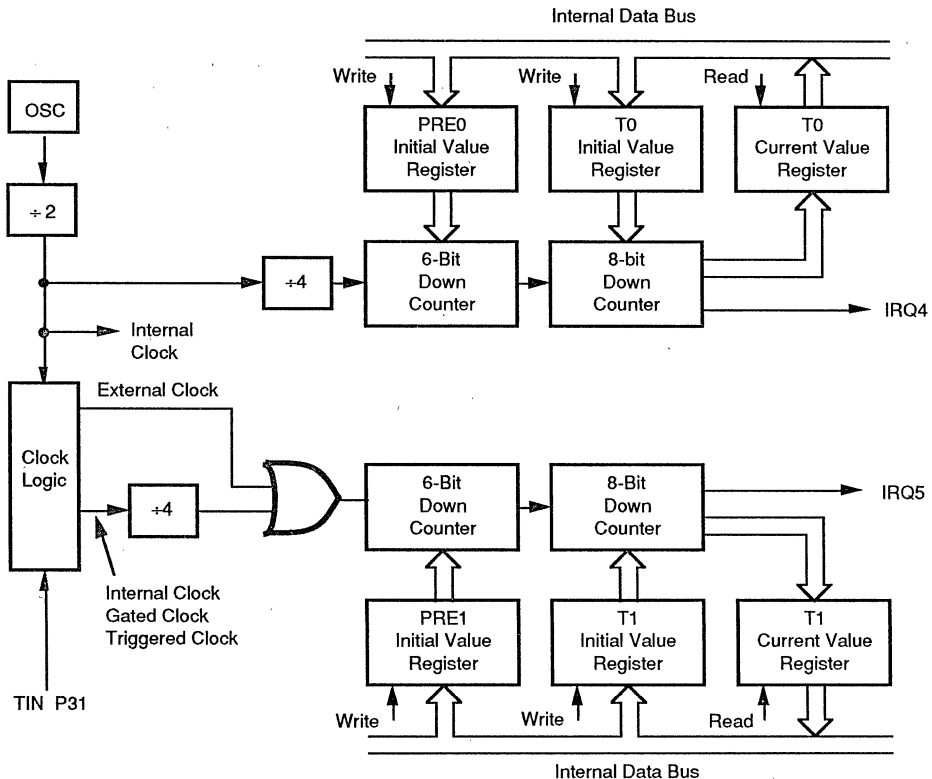 Internal Data Bus
Write
Write
Read
OSC
PRE0
Initial Value
Register
T0
Initial Value
Register
T0
Current Value
Register
÷2
6-Bit
Down
Counter
8-bit
Down
Counter
÷4
IRQ4
Internal
Clock
External Clock
Clock
Logic
6-Bit
Down
Counter
8-Bit
Down
Counter
IRQ5
÷4
Internal Clock
Gated Clock
Triggered Clock
PRE1
Initial Value
Register
T1
Initial Value
Register
T1
Current Value
Register
TIN P31
Write
Write
Read
Internal Data Bus